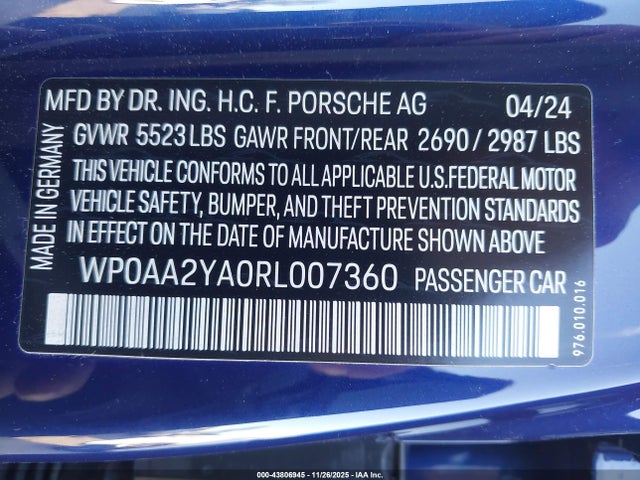 MFD BY DR. ING. H.C. F. PORSCHE AG 04/24
GVWR 5523 LBS GAWR FRONT/REAR 2690 / 2987 LBS
THIS VEHICLE CONFORMS TO ALL APPLICABLE U.S.FEDERAL MOTOR
VEHICLE SAFETY, BUMPER, AND THEFT PREVENTION STANDARDS
IN EFFECT ON THE DATE OF MANUFACTURE SHOWN ABOVE
WP0AA2YA0RL007360 PASSENGER CAR
MADE IN GERMANY
976.010.016
000-43806945 - 11/26/2025 - IAA Inc.